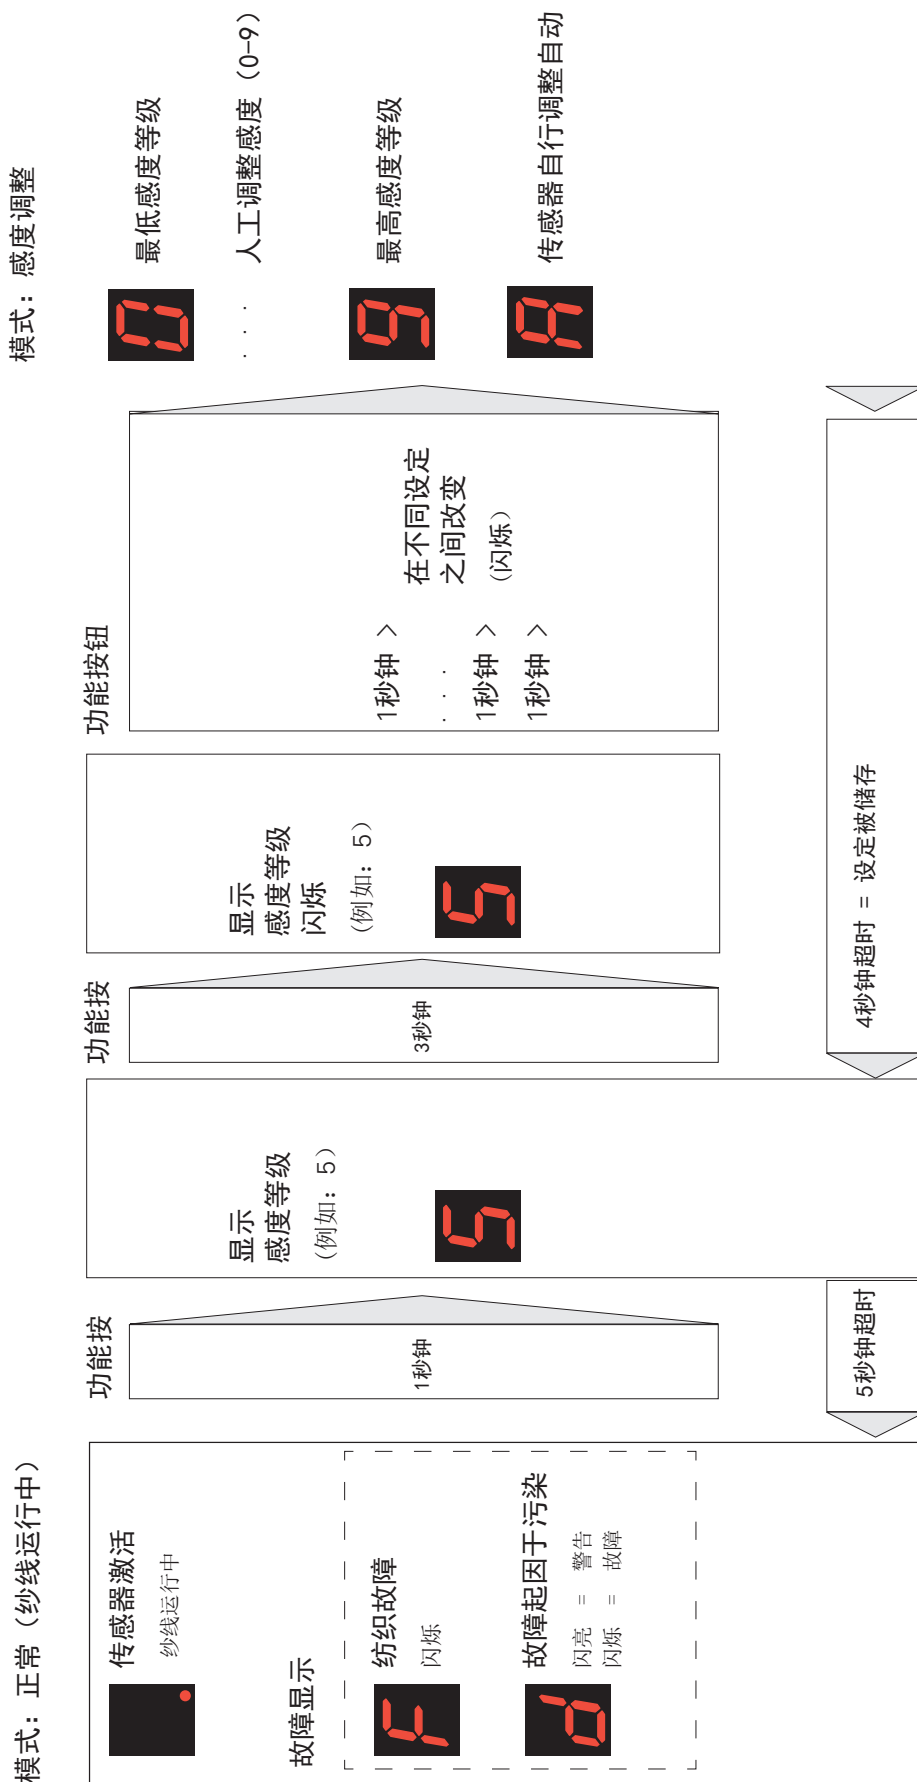 模式: 正常 (纱线运行中)
传感器激活
纱线运行中
故障显示
F
纺织故障
闪烁
d
故障起因于污染
闪亮 = 警告
闪烁 = 故障
功能按
1秒钟
5秒钟超时
显示
感度等级
(例如: 5)
5
功能按
3秒钟
显示
感度等级
闪烁
(例如: 5)
5
4秒钟超时 = 设定被储存
功能按钮
1秒钟 >
. . .
1秒钟 >
1秒钟 >
在不同设定
之间改变
(闪烁)
模式: 感度调整
0
最低感度等级
. . .
人工调整感度 (0-9)
9
最高感度等级
A
传感器自行调整自动